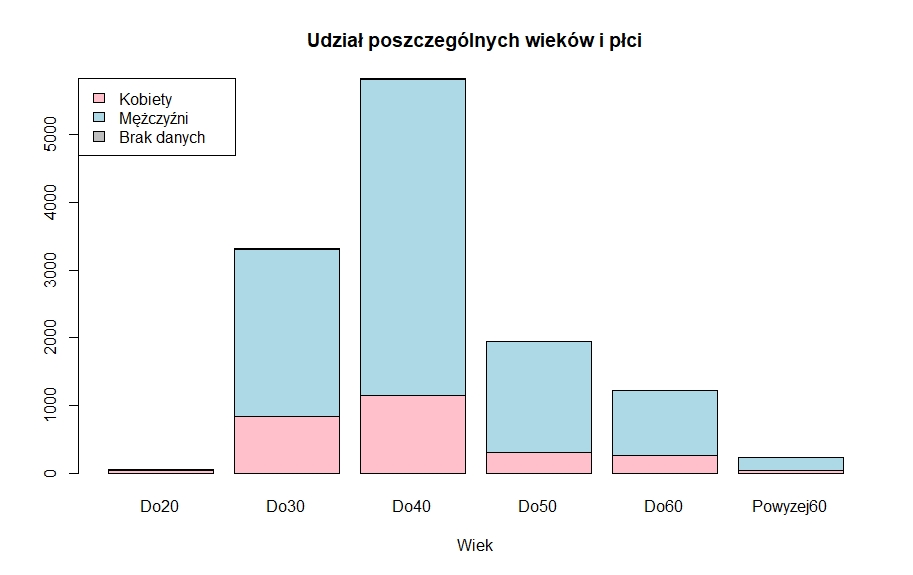 Udział poszczególnych wieków i płci
Kobiety
Mężczyźni
Brak danych
5000
4000
3000
2000
1000
0
Do20 Do30 Do40 Do50 Do60 Powyzej60
Wiek